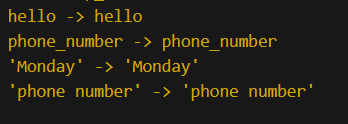 hello -> hello
phone_number -> phone_number
'Monday' -> 'Monday'
'phone number' -> 'phone number'